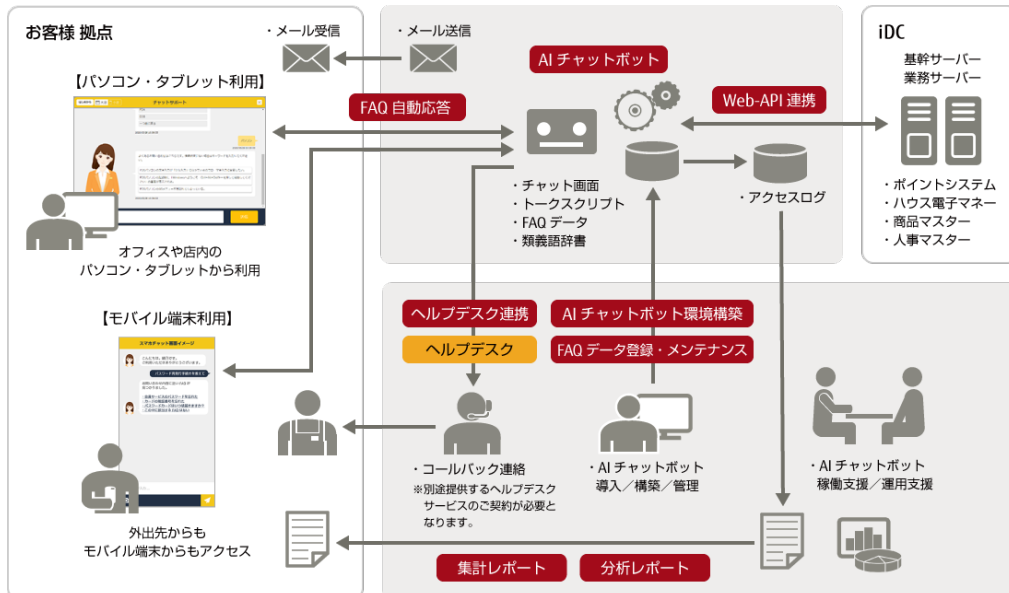 お客様 拠点
・メール受信
・メール送信
【パソコン・タブレット利用】
チャットサポート
オフィスや店内の
パソコン・タブレットから利用
【モバイル端末利用】
スマホチャット画面イメージ
外出先からも
モバイル端末からもアクセス
FAQ 自動応答
AI チャットボット
・チャット画面
・トークスクリプト
・FAQ データ
・類義語辞書
Web-API 連携
・アクセスログ
iDC
基幹サーバー
業務サーバー
・ポイントシステム
・ハウス電子マネー
・商品マスター
・人事マスター
ヘルプデスク連携
ヘルプデスク
AI チャットボット環境構築
FAQ データ登録・メンテナンス
・コールバック連絡
※別途提供するヘルプデスク
サービスのご契約が必要と
なります。
・AI チャットボット
導入／構築／管理
・AI チャットボット
稼働支援／運用支援
集計レポート
分析レポート